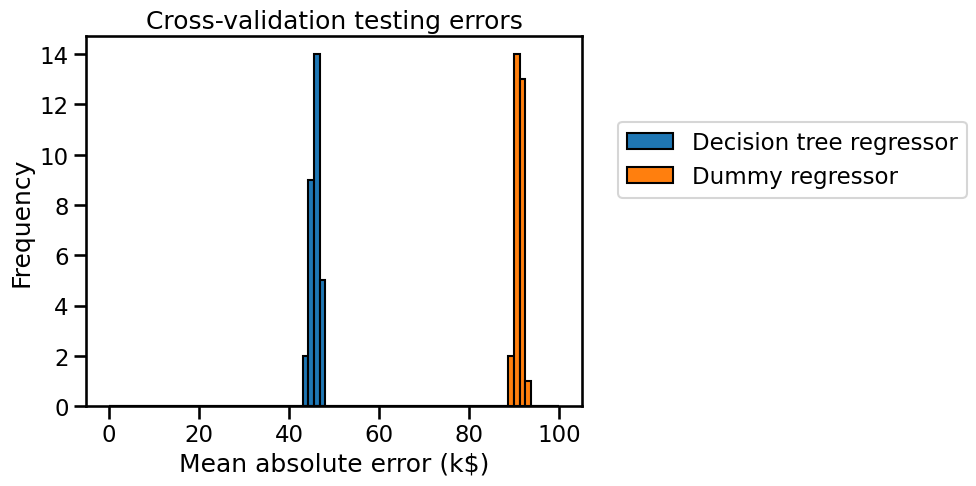 Cross-validation testing errors
Frequency
14
12
10
8
6
4
2
0
0 20 40 60 80 100
Mean absolute error (k$)
Decision tree regressor
Dummy regressor